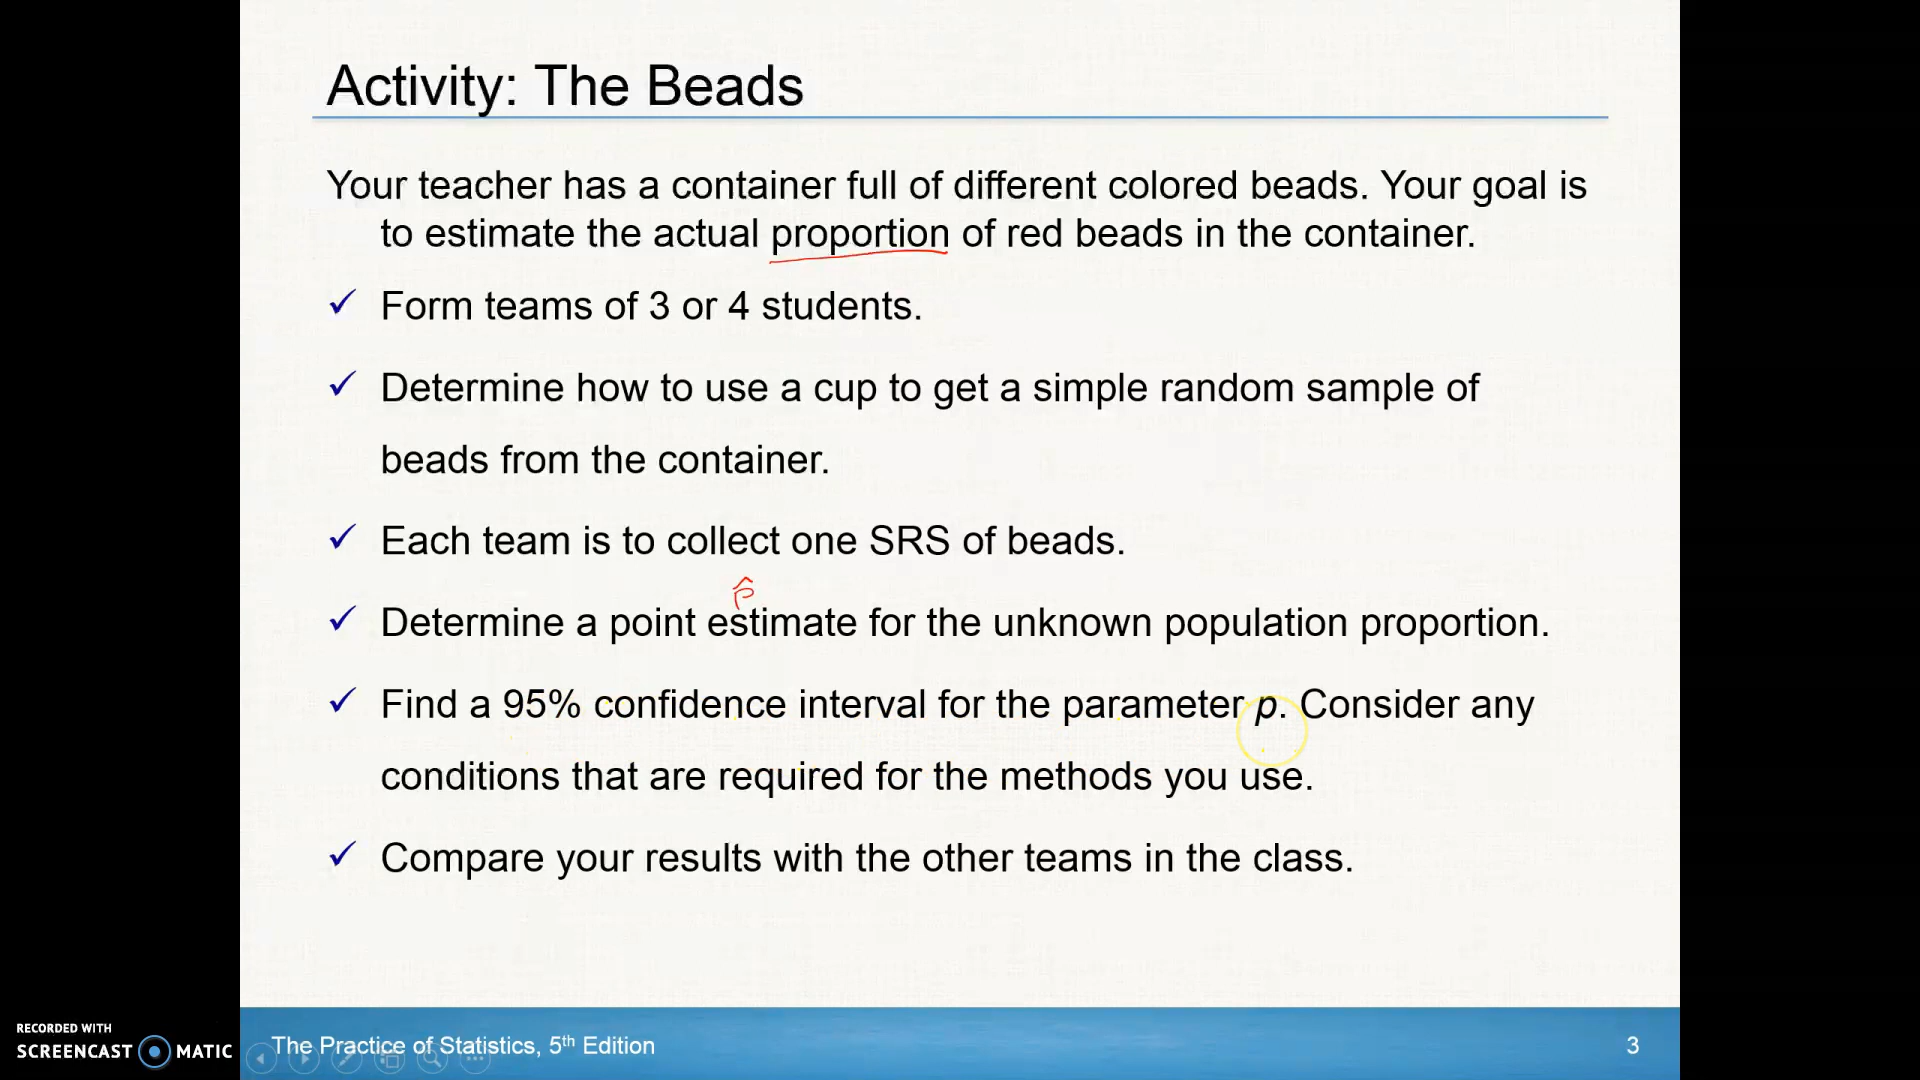 Activity: The Beads
Your teacher has a container full of different colored beads. Your goal is
to estimate the actual proportion of red beads in the container.
✓ Form teams of 3 or 4 students.
✓ Determine how to use a cup to get a simple random sample of
beads from the container.
✓ Each team is to collect one SRS of beads.
p̂
✓ Determine a point estimate for the unknown population proportion.
✓ Find a 95% confidence interval for the parameter p. Consider any
conditions that are required for the methods you use.
✓ Compare your results with the other teams in the class.
RECORDED WITH
SCREENCAST MATIC
The Practice of Statistics, 5th Edition
3